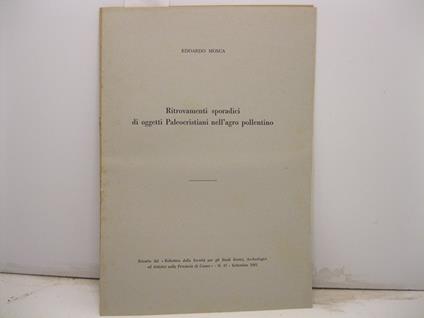 EDOARDO MOSCA
Ritrovamenti sporadici
di oggetti Paleocristiani nell'agro pollentino
Estratto dal « Bollettino della Società per gli Studi Storici, Archeologici
ed Artistici nella Provincia di Cuneo » - N. 47 - Settembre